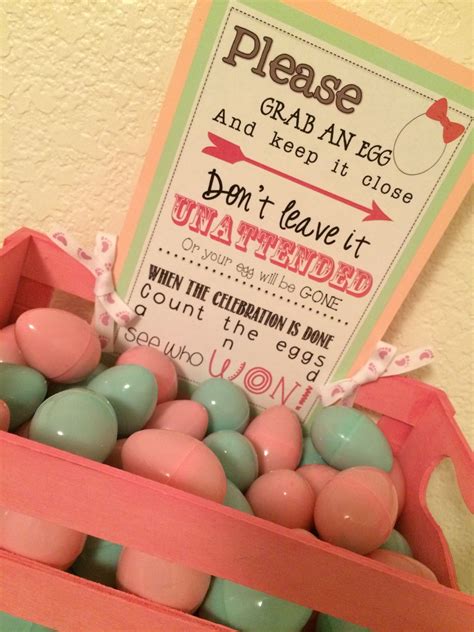 Please
GRAB AN EGG
And keep it close
Don't leave it
UNATTENDED
Or your egg will be GONE
WHEN THE CELEBRATION IS DONE
Count the eggs
and
see who WON!